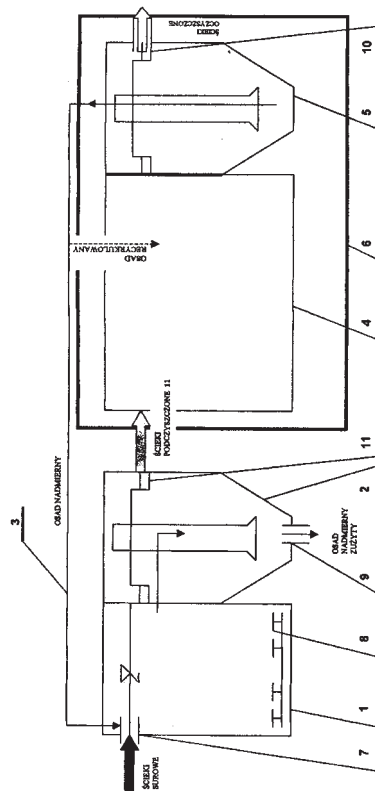 3
OSAD NADMIERNY
ŚCIEKI
OCZYSZCZONE
OSAD
RECYRKULOWANY
ŚCIEKI
PODCZYSZCZONE 11
ŚCIEKI
SUROWE
OSAD
NADMIERNY
ZUŻYTY
7
1
8
9
2
11
4
6
5
10